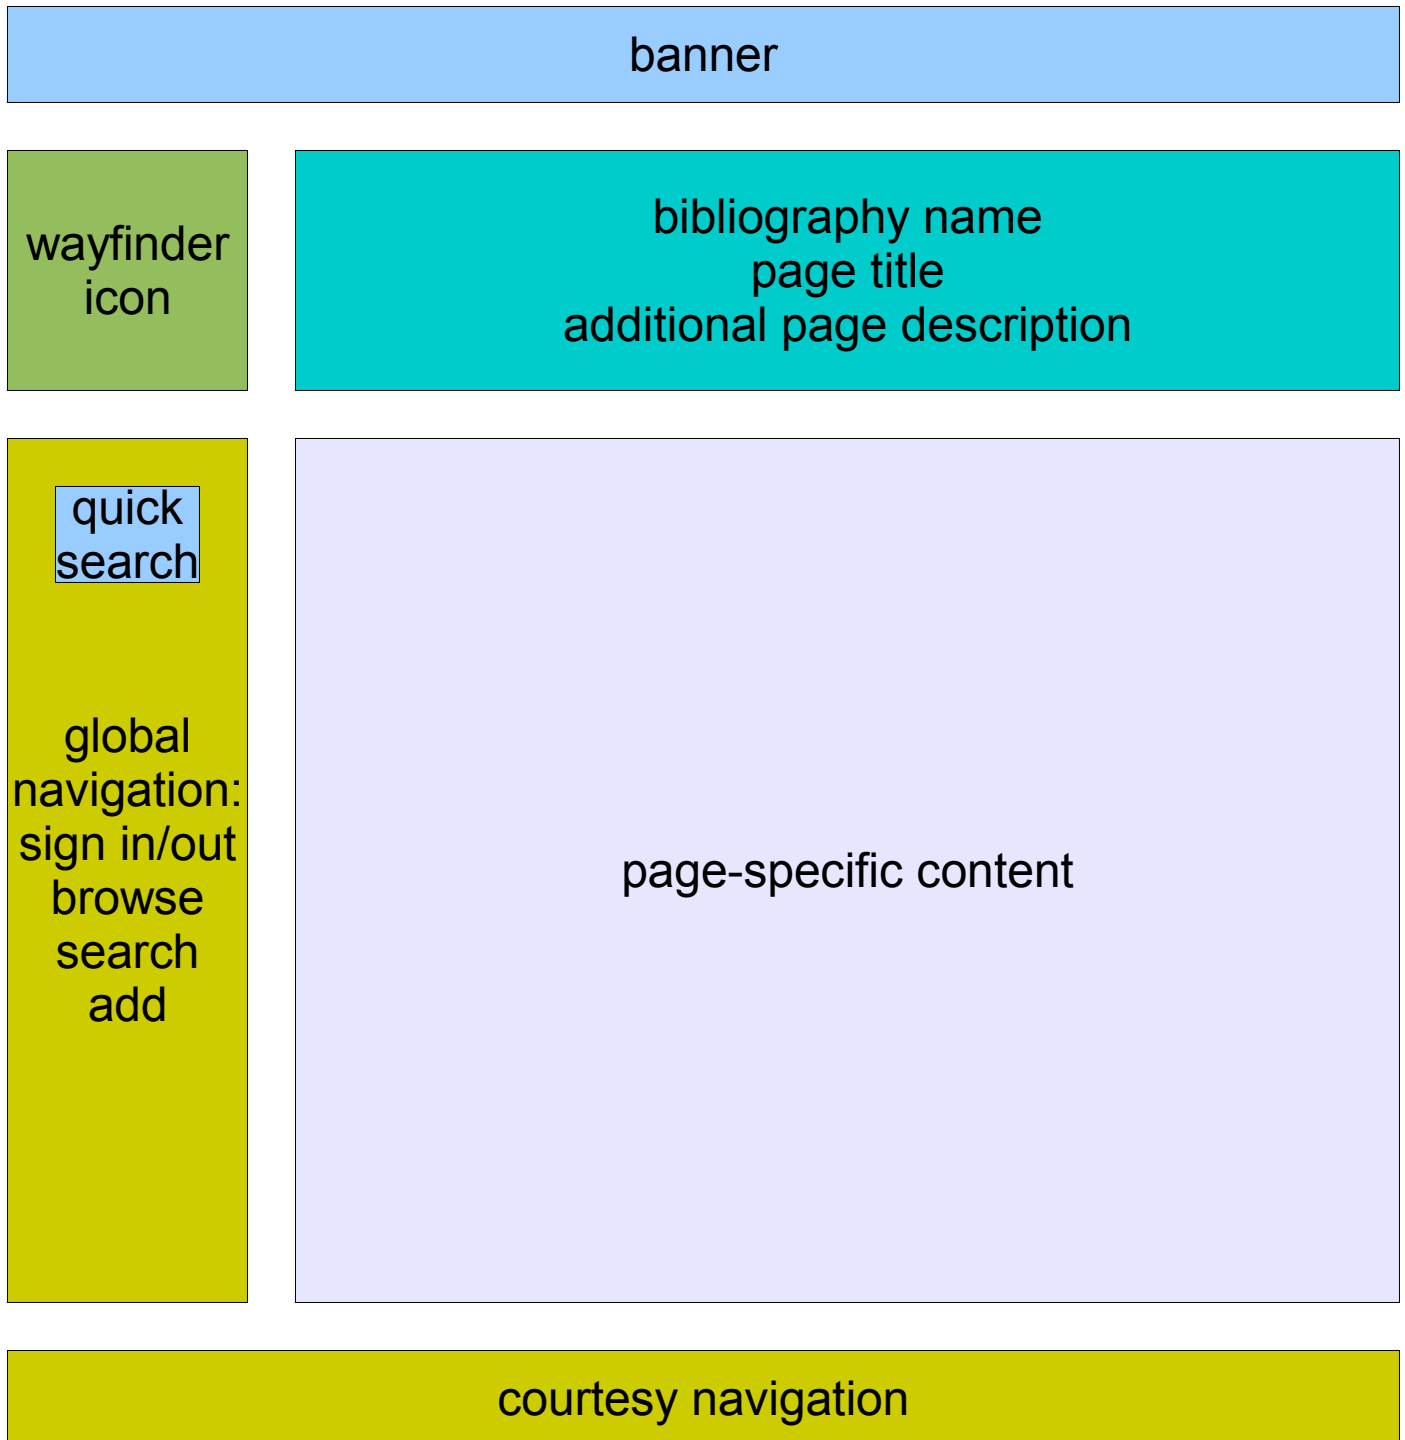 banner
wayfinder
icon
bibliography name
page title
additional page description
quick
search
global
navigation:
sign in/out
browse
search
add
page-specific content
courtesy navigation